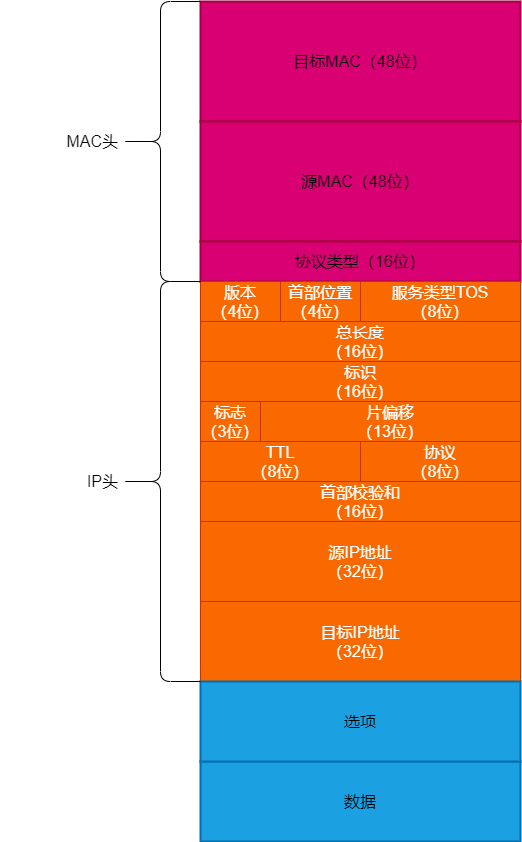 目标MAC（48位）
MAC头
源MAC（48位）
协议类型（16位）
版本
（4位）
首部位置
（4位）
服务类型TOS
（8位）
总长度
（16位）
标识
（16位）
标志
（3位）
片偏移
（13位）
TTL
（8位）
协议
（8位）
IP头
首部校验和
（16位）
源IP地址
（32位）
目标IP地址
（32位）
选项
数据